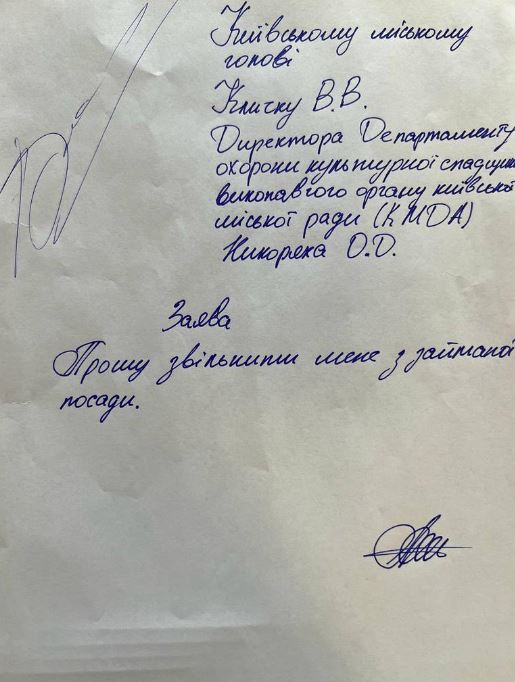 Київському міському
голові
Кличку В.В.
Директора Департаменту
охорони культурної спадщини
виконавчого органу київської
міської ради (КМДА)
Никоряка О.Д.
Заява
Прошу звільнити мене з займаної
посади.